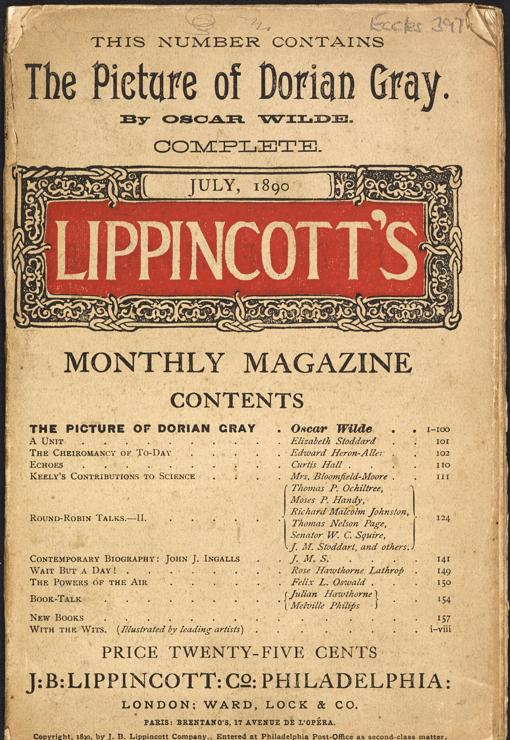 Eccles 397
THIS NUMBER CONTAINS
The Picture of Dorian Gray.
By OSCAR WILDE.
COMPLETE.
JULY, 1890
LIPPINCOTT'S
MONTHLY MAGAZINE
CONTENTS
THE PICTURE OF DORIAN GRAY . Oscar Wilde . . 1-100
A UNIT . . . . . . . Elizabeth Stoddard . . 101
THE CHEIROMANCY OF TO-DAY . . . Edward Heron-Allen . 102
ECHOES . . . . . . . Curtis Hall . . . 110
KEELY'S CONTRIBUTIONS TO SCIENCE . . . Mrs. Bloomfield-Moore . 111
Thomas P. Ochiltree,
Moses P. Handy,
Richard Malcolm Johnston,
ROUND-ROBIN TALKS.—II. . . . . Thomas Nelson Page, 124
Senator W. C. Squire,
J. M. Stoddart, and others.
CONTEMPORARY BIOGRAPHY: JOHN J. INGALLS . J. M. S. . . . 141
WAIT BUT A DAY! . . . . . Rose Hawthorne Lathrop . 149
THE POWERS OF THE AIR . . . . Felix L. Oswald . . 150
Julian Hawthorne
BOOK-TALK . . . . . . 154
Melville Philips
NEW BOOKS . . . . . . . . 157
WITH THE WITS. (Illustrated by leading artists) . . . . i-viii
PRICE TWENTY-FIVE CENTS
J:B:LIPPINCOTT:Co:PHILADELPHIA:
LONDON: WARD, LOCK & CO.
PARIS: BRENTANO'S, 17 AVENUE DE L'OPÉRA.
Copyright, 1890, by J. B. Lippincott Company. Entered at Philadelphia Post-Office as second-class matter.